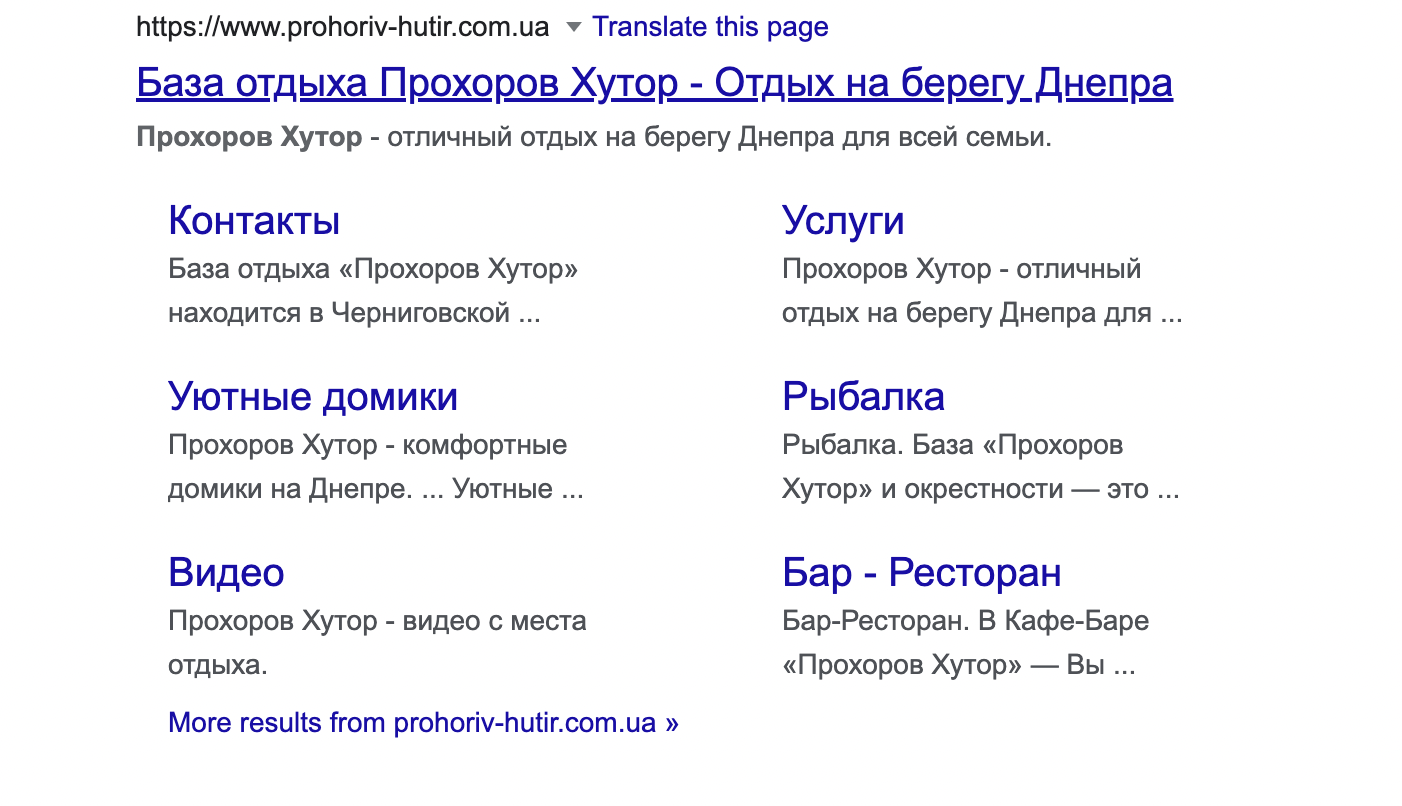 https://www.prohoriv-hutir.com.ua ▼ Translate this page
База отдыха Прохоров Хутор - Отдых на берегу Днепра
Прохоров Хутор - отличный отдых на берегу Днепра для всей семьи.
Контакты
База отдыха «Прохоров Хутор»
находится в Черниговской ...
Услуги
Прохоров Хутор - отличный
отдых на берегу Днепра для ...
Уютные домики
Прохоров Хутор - комфортные
домики на Днепре. ... Уютные ...
Рыбалка
Рыбалка. База «Прохоров
Хутор» и окрестности — это ...
Видео
Прохоров Хутор - видео с места
отдыха.
Бар - Ресторан
Бар-Ресторан. В Кафе-Баре
«Прохоров Хутор» — Вы ...
More results from prohoriv-hutir.com.ua »